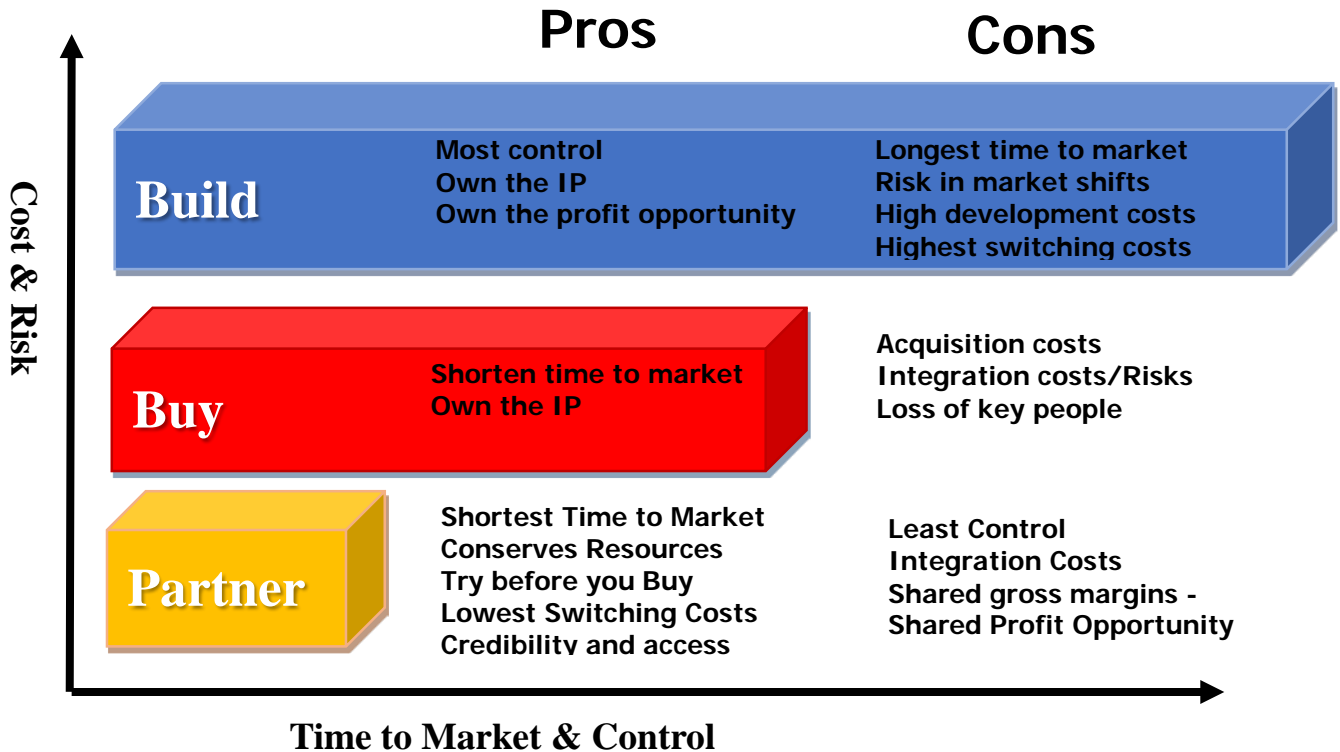 Pros
Cons
Cost & Risk
Build
Most control
Own the IP
Own the profit opportunity
Longest time to market
Risk in market shifts
High development costs
Highest switching costs
Buy
Shorten time to market
Own the IP
Acquisition costs
Integration costs/Risks
Loss of key people
Partner
Shortest Time to Market
Conserves Resources
Try before you Buy
Lowest Switching Costs
Credibility and access
Least Control
Integration Costs
Shared gross margins -
Shared Profit Opportunity
Time to Market & Control